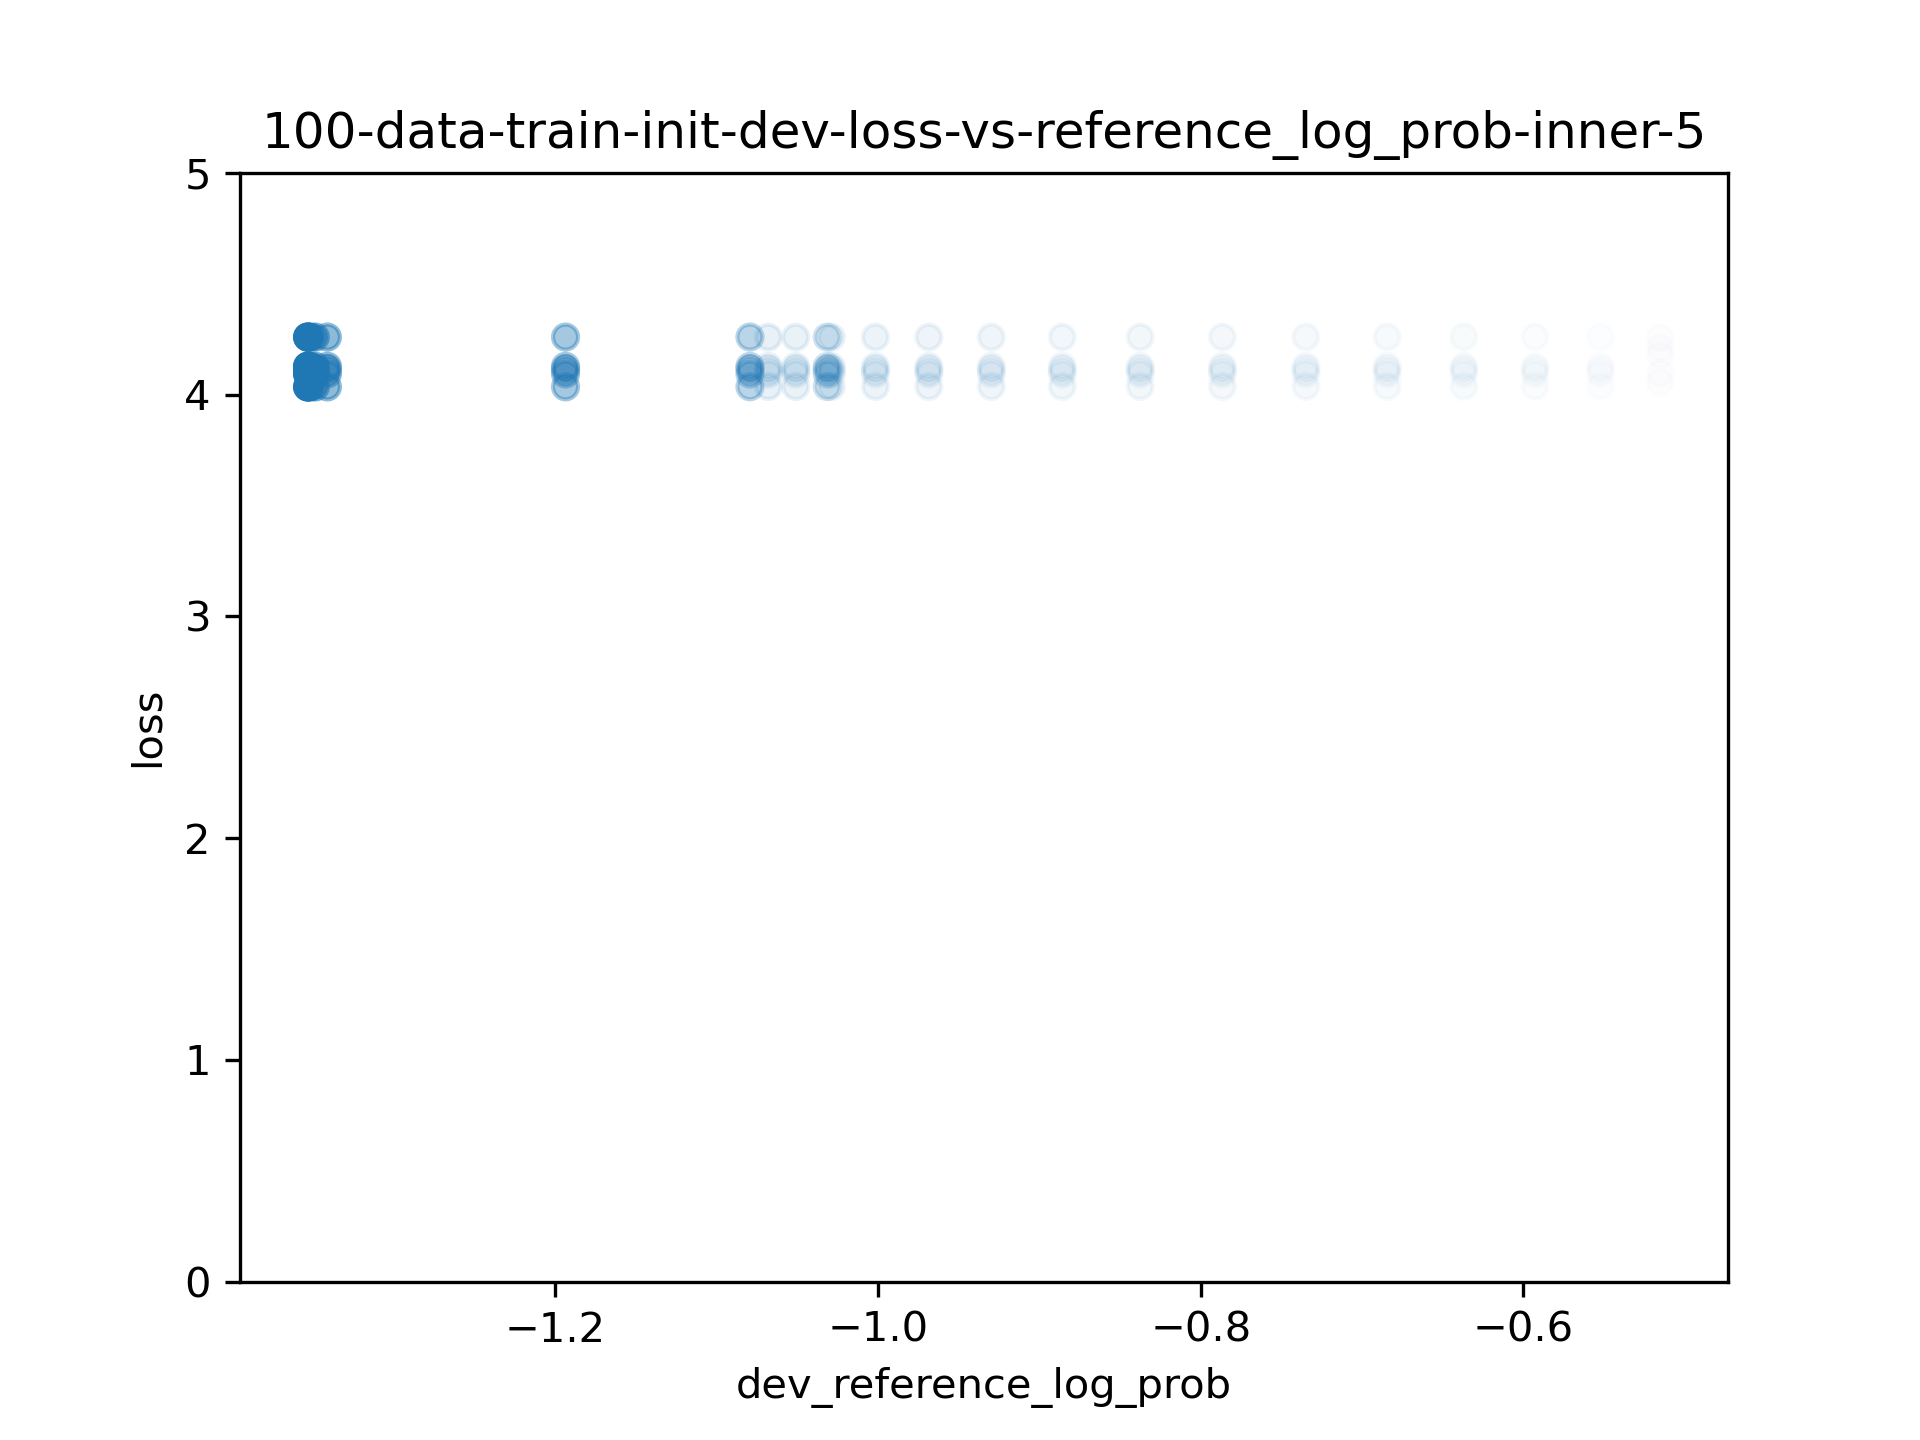 100-data-train-init-dev-loss-vs-reference_log_prob-inner-5
5
4
3
2
1
0
loss
−1.2 −1.0 −0.8 −0.6
dev_reference_log_prob